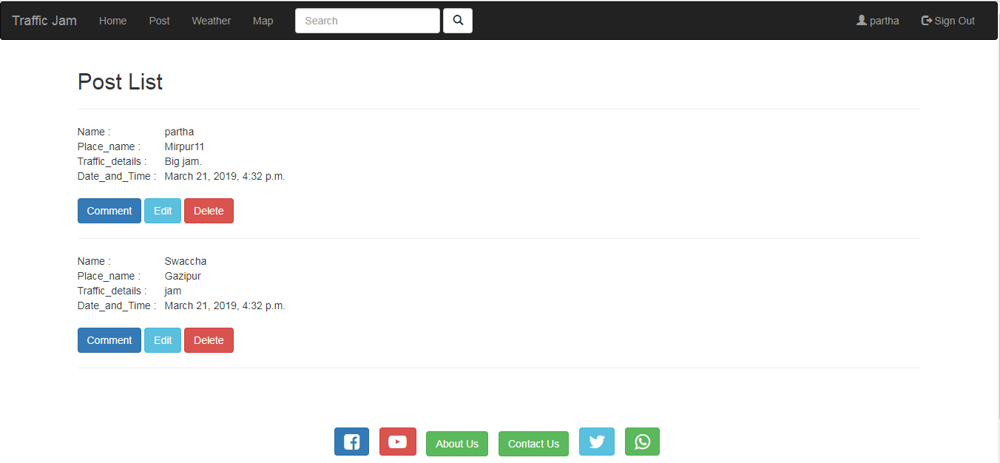 Traffic Jam Home Post Weather Map Search partha Sign Out
Post List
Name : partha
Place_name : Mirpur11
Traffic_details : Big jam.
Date_and_Time : March 21, 2019, 4:32 p.m.
Comment Edit Delete
Name : Swaccha
Place_name : Gazipur
Traffic_details : jam
Date_and_Time : March 21, 2019, 4:32 p.m.
Comment Edit Delete
About Us Contact Us